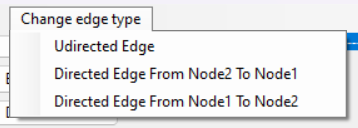 Change edge type
Udirected Edge
Directed Edge From Node2 To Node1
Directed Edge From Node1 To Node2